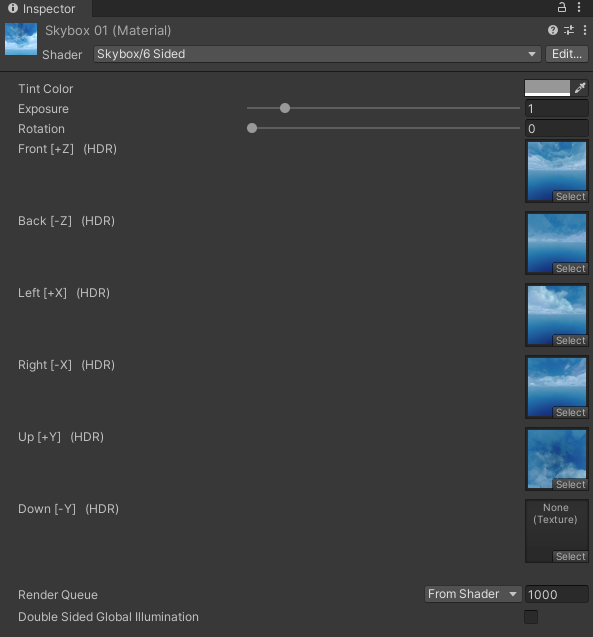 Inspector
Skybox 01 (Material)
Shader Skybox/6 Sided Edit...
Tint Color
Exposure 1
Rotation 0
Front [+Z] (HDR)
Select
Back [-Z] (HDR)
Select
Left [+X] (HDR)
Select
Right [-X] (HDR)
Select
Up [+Y] (HDR)
Select
Down [-Y] (HDR)
None
(Texture)
Select
Render Queue From Shader 1000
Double Sided Global Illumination